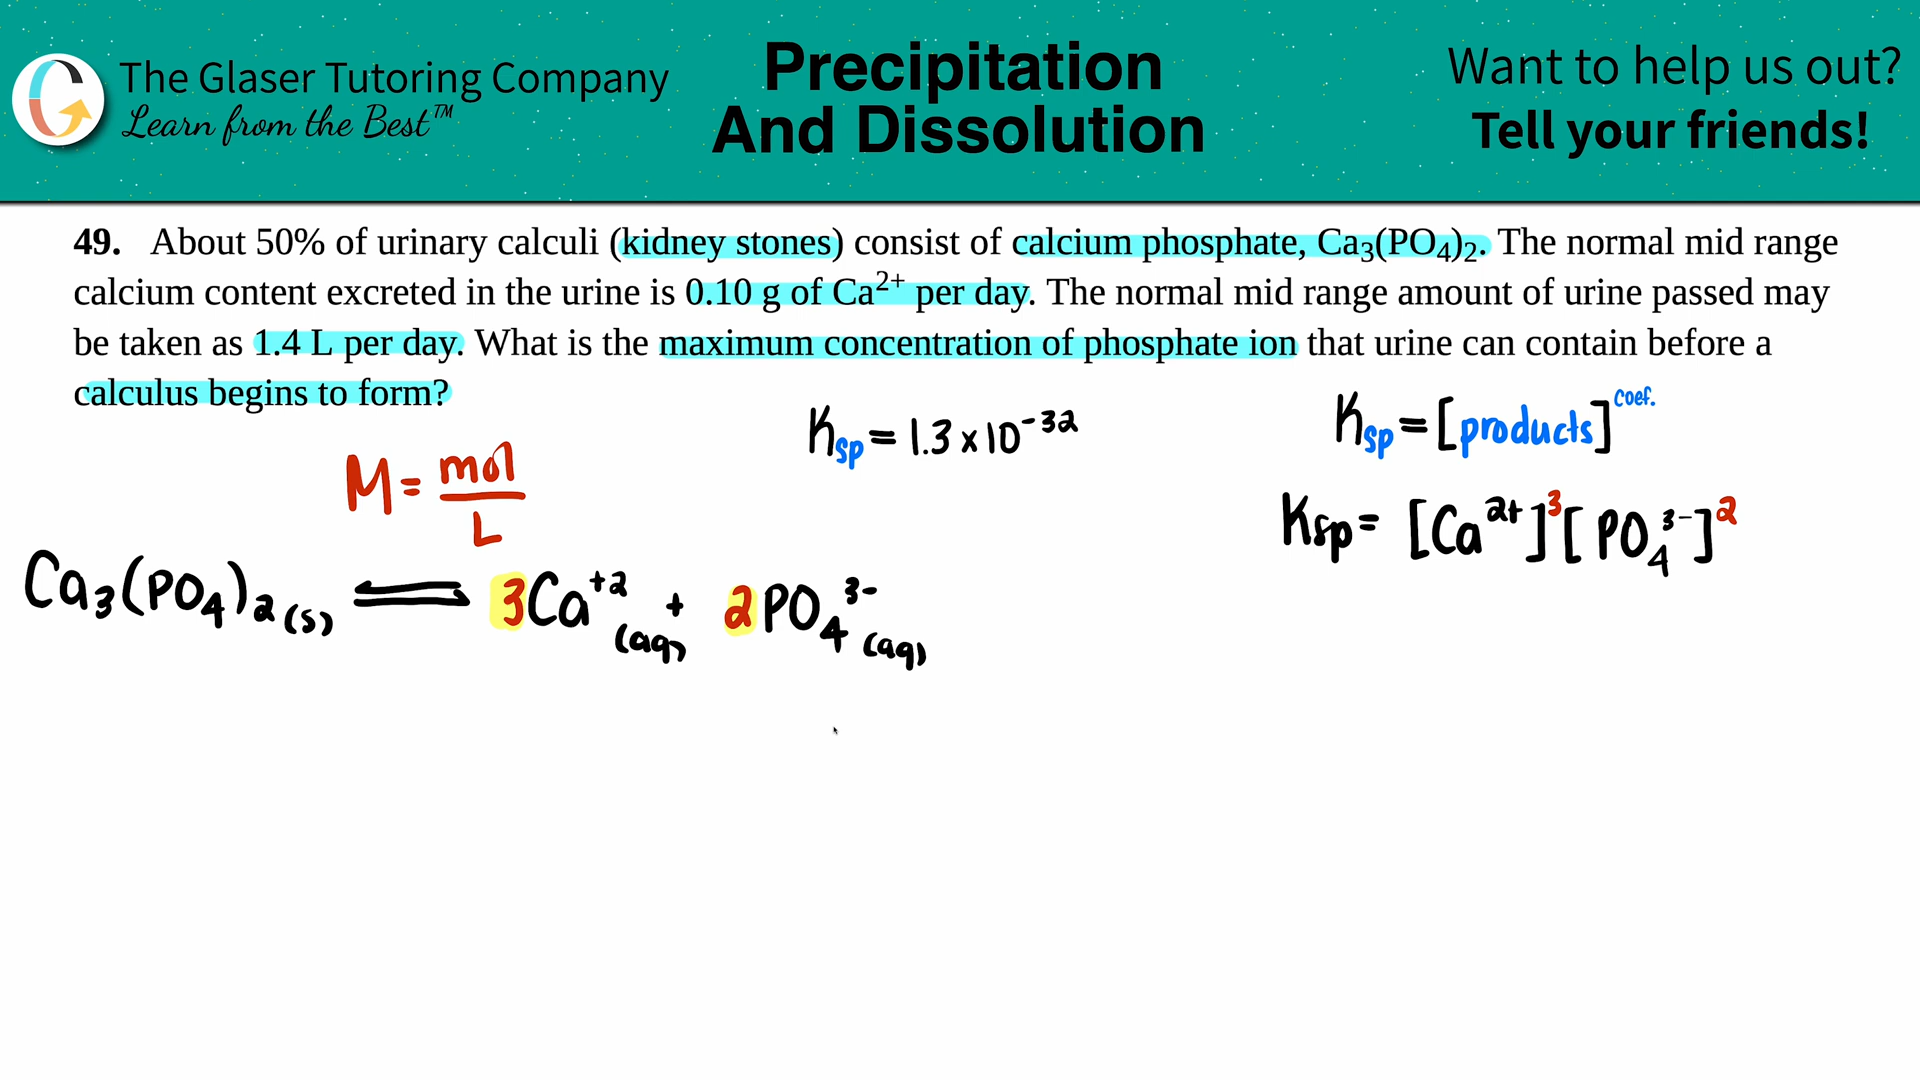 The Glaser Tutoring Company
Learn from the Best™
Precipitation
And Dissolution
Want to help us out?
Tell your friends!
49. About 50% of urinary calculi (kidney stones) consist of calcium phosphate, Ca₃(PO₄)₂. The normal mid range
calcium content excreted in the urine is 0.10 g of Ca²⁺ per day. The normal mid range amount of urine passed may
be taken as 1.4 L per day. What is the maximum concentration of phosphate ion that urine can contain before a
calculus begins to form?
Ksp = 1.3 x 10⁻³²
Ksp = [products]ᶜᵒᵉᶠ·
M = mol/L
Ksp = [Ca²⁺]³[PO₄³⁻]²
Ca₃(PO₄)₂(s) ⇌ 3Ca⁺²(aq) + 2PO₄³⁻(aq)